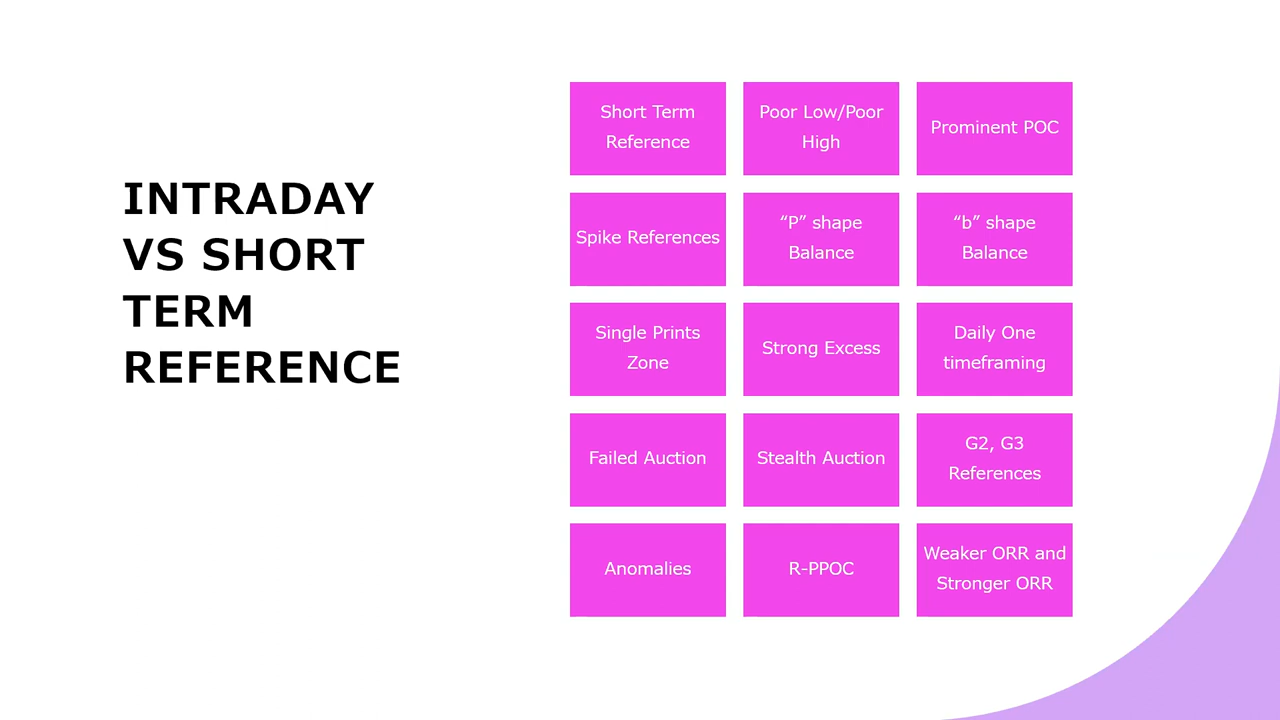 INTRADAY
VS SHORT
TERM
REFERENCE
Short Term
Reference
Poor Low/Poor
High
Prominent POC
Spike References
“P” shape
Balance
“b” shape
Balance
Single Prints
Zone
Strong Excess
Daily One
timeframing
Failed Auction
Stealth Auction
G2, G3
References
Anomalies
R-PPOC
Weaker ORR and
Stronger ORR